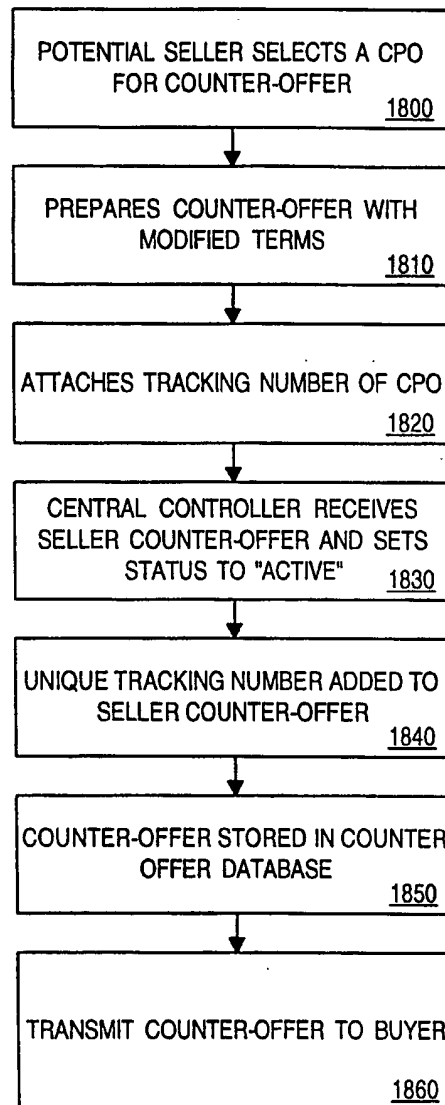 POTENTIAL SELLER SELECTS A CPO
FOR COUNTER-OFFER
1800
PREPARES COUNTER-OFFER WITH
MODIFIED TERMS
1810
ATTACHES TRACKING NUMBER OF CPO
1820
CENTRAL CONTROLLER RECEIVES
SELLER COUNTER-OFFER AND SETS
STATUS TO "ACTIVE"
1830
UNIQUE TRACKING NUMBER ADDED TO
SELLER COUNTER-OFFER
1840
COUNTER-OFFER STORED IN COUNTER
OFFER DATABASE
1850
TRANSMIT COUNTER-OFFER TO BUYER
1860